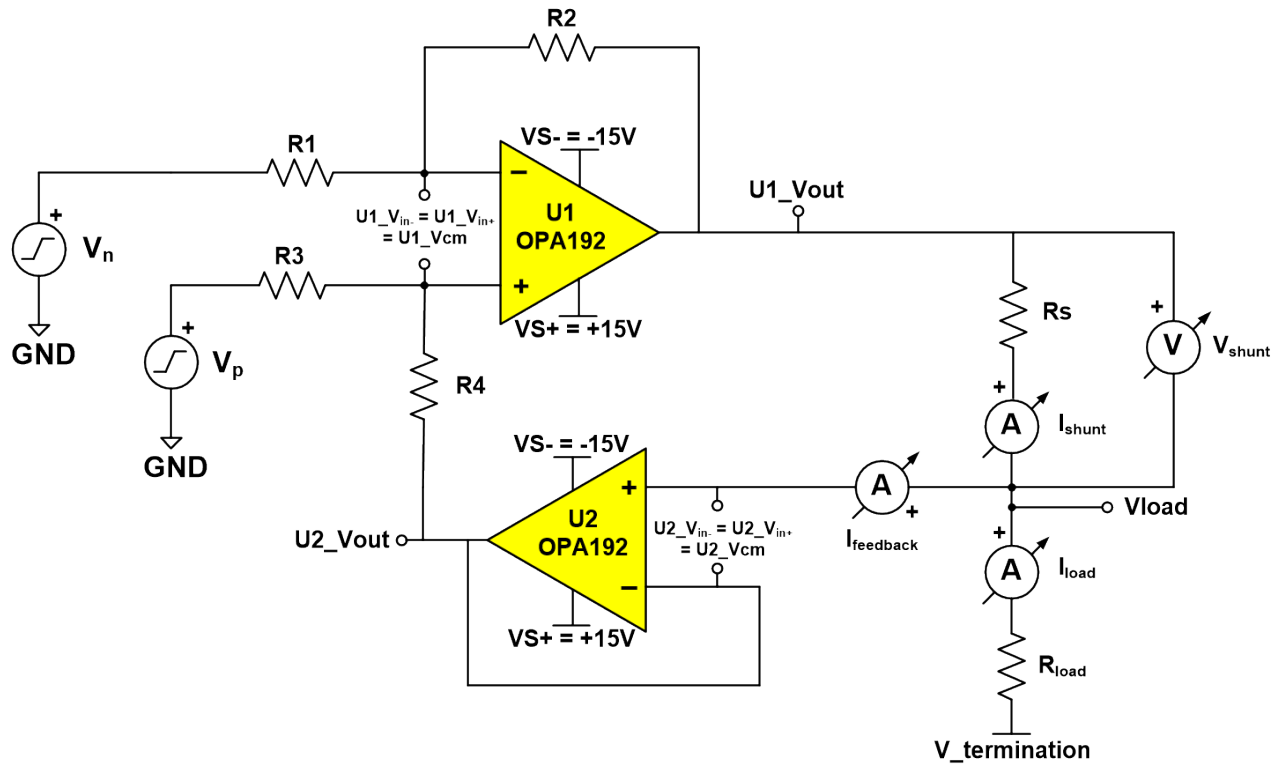 R2
VS- = -15V
R1
U1_Vout
U1_Vin- = U1_Vin+
= U1_Vcm
−
U1
OPA192
+
Vn
R3
+
Rs
+
V
Vshunt
+
VS+ = +15V
GND
+
Vp
R4
+
A
Ishunt
GND
VS- = -15V
+
A
+
Ifeedback
Vload
U2_Vout
U2
OPA192
U2_Vin- = U2_Vin+
= U2_Vcm
+
A
Iload
−
VS+ = +15V
Rload
V_termination